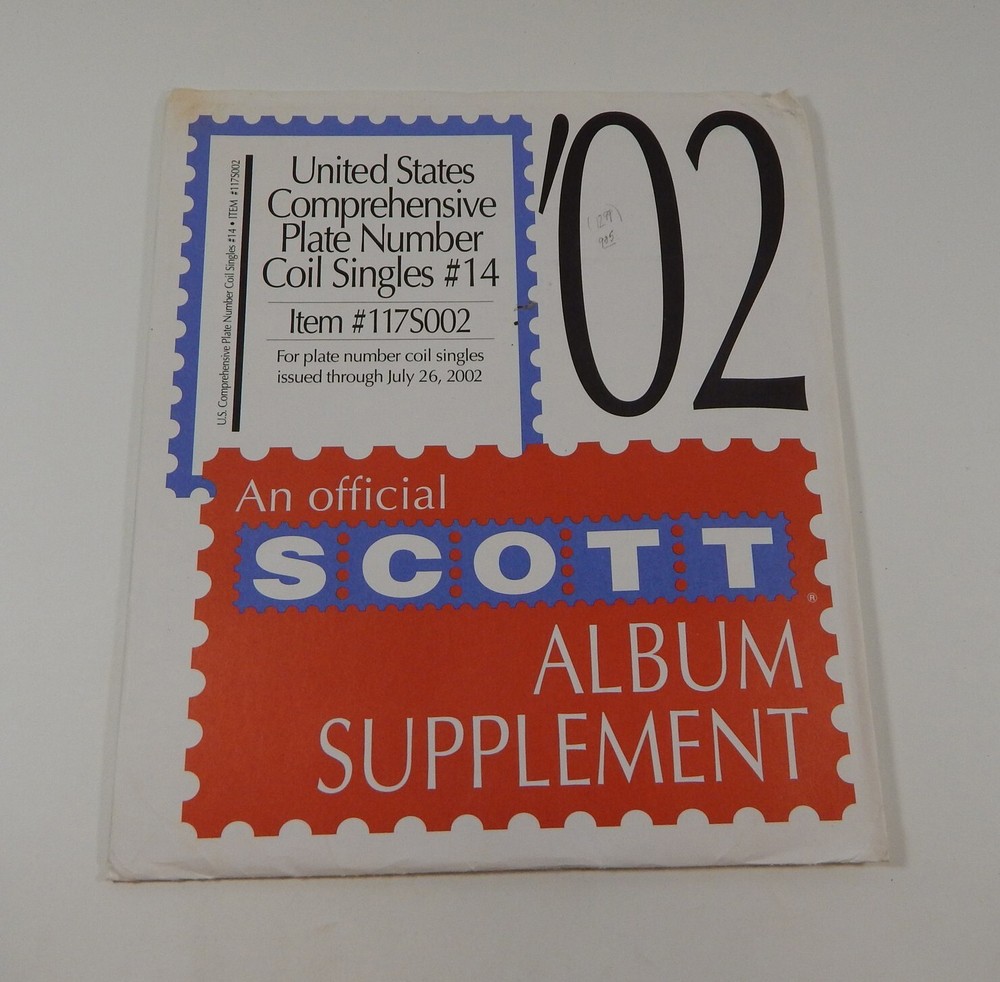 United States
Comprehensive
Plate Number
Coil Singles #14
Item #117S002
For plate number coil singles
issued through July 26, 2002
U.S. Comprehensive Plate Number Coil Singles #14 • ITEM #117S002
'02
An official
SCOTT
®
ALBUM
SUPPLEMENT